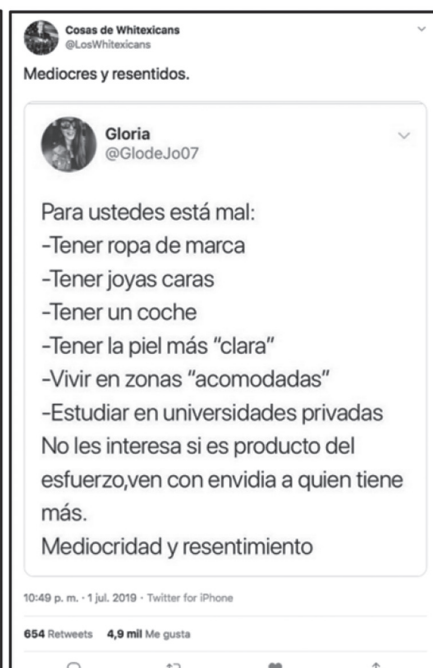 Cosas de Whitexicans
@LosWhitexicans
Mediocres y resentidos.
Gloria
@GlodeJo07
Para ustedes está mal:
-Tener ropa de marca
-Tener joyas caras
-Tener un coche
-Tener la piel más "clara"
-Vivir en zonas "acomodadas"
-Estudiar en universidades privadas
No les interesa si es producto del
esfuerzo,ven con envidia a quien tiene
más.
Mediocridad y resentimiento
10:49 p. m. · 1 jul. 2019 · Twitter for iPhone
654 Retweets 4,9 mil Me gusta